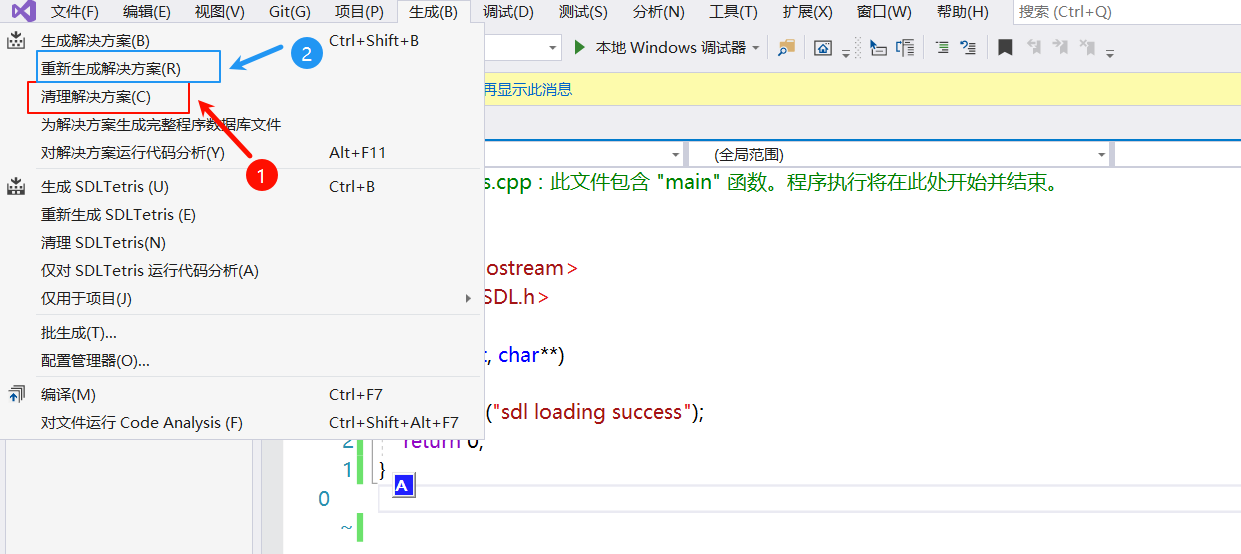 文件(F) 编辑(E) 视图(V) Git(G) 项目(P) 生成(B) 调试(D) 测试(S) 分析(N) 工具(T) 扩展(X) 窗口(W) 帮助(H) 搜索 (Ctrl+Q)
生成解决方案(B) Ctrl+Shift+B
本地 Windows 调试器
2
重新生成解决方案(R)
清理解决方案(C)
再显示此消息
为解决方案生成完整程序数据库文件
对解决方案运行代码分析(Y) Alt+F11
(全局范围)
1
生成 SDLTetris (U) Ctrl+B
s.cpp : 此文件包含 "main" 函数。程序执行将在此处开始并结束。
重新生成 SDLTetris (E)
清理 SDLTetris(N)
仅对 SDLTetris 运行代码分析(A)
ostream>
仅用于项目(J)
SDL.h>
批生成(T)...
配置管理器(O)...
, char**)
编译(M) Ctrl+F7
对文件运行 Code Analysis (F) Ctrl+Shift+Alt+F7
("sdl loading success");
2 return 0;
1 }
A
0
~